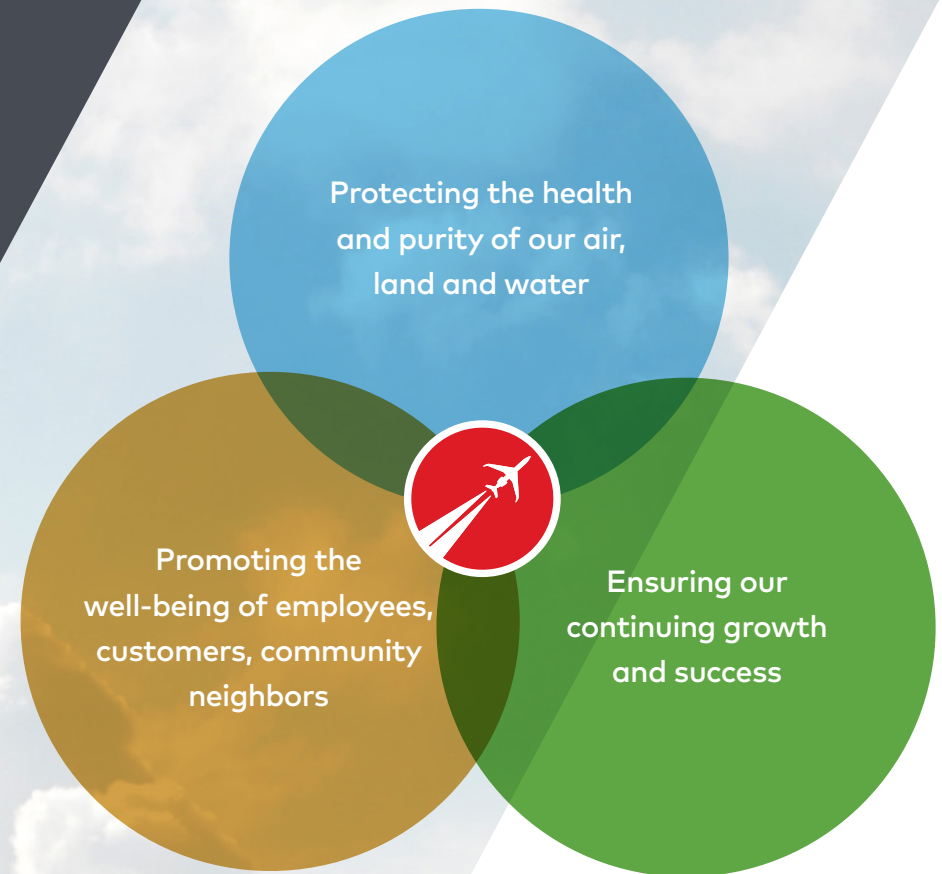 Protecting the health
and purity of our air,
land and water
Promoting the
well-being of employees,
customers, community
neighbors
Ensuring our
continuing growth
and success